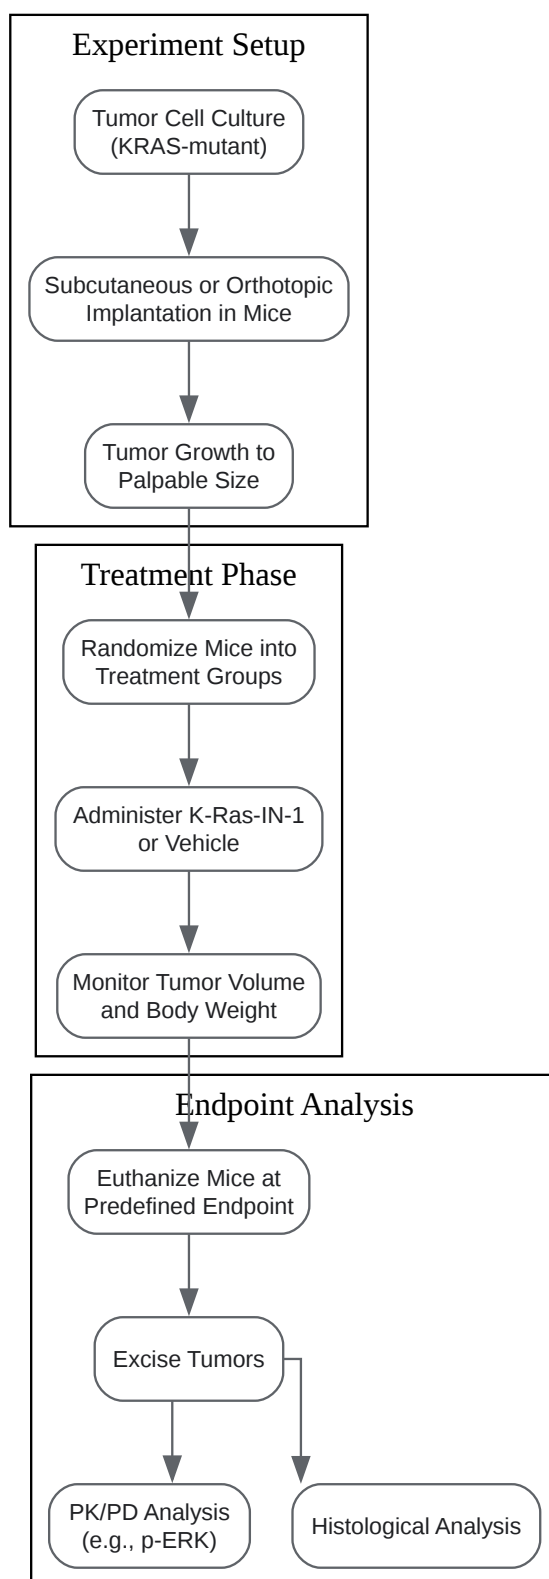 Experiment Setup
Tumor Cell Culture
(KRAS-mutant)
Subcutaneous or Orthotopic
Implantation in Mice
Tumor Growth to
Palpable Size
Treatment Phase
Randomize Mice into
Treatment Groups
Administer K-Ras-IN-1
or Vehicle
Monitor Tumor Volume
and Body Weight
Endpoint Analysis
Euthanize Mice at
Predefined Endpoint
Excise Tumors
PK/PD Analysis
(e.g., p-ERK)
Histological Analysis